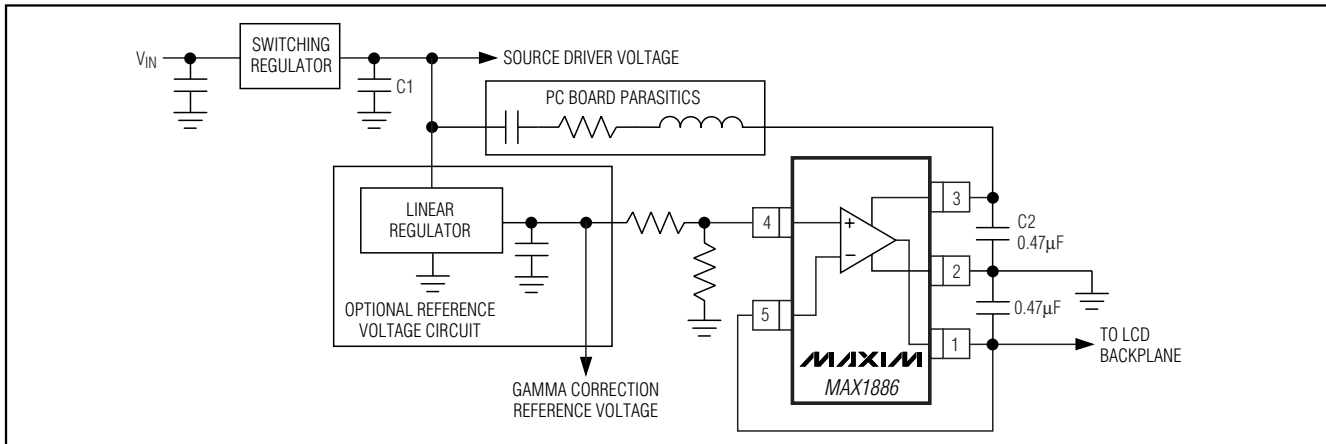 VIN
SWITCHING
REGULATOR
C1
SOURCE DRIVER VOLTAGE
PC BOARD PARASITICS
LINEAR
REGULATOR
OPTIONAL REFERENCE
VOLTAGE CIRCUIT
GAMMA CORRECTION
REFERENCE VOLTAGE
4
+
−
5
3
2
1
MAXIM
MAX1886
C2
0.47µF
0.47µF
TO LCD
BACKPLANE